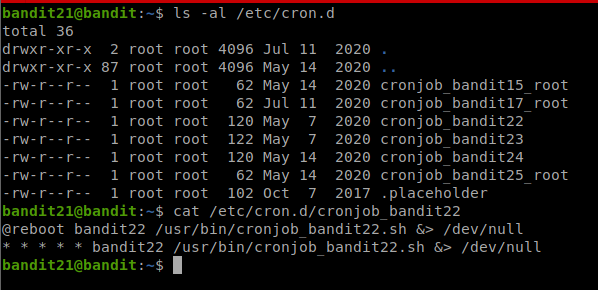 bandit21@bandit:~$ ls -al /etc/cron.d
total 36
drwxr-xr-x  2 root root 4096 Jul 11  2020 .
drwxr-xr-x 87 root root 4096 May 14  2020 ..
-rw-r--r--  1 root root   62 May 14  2020 cronjob_bandit15_root
-rw-r--r--  1 root root   62 Jul 11  2020 cronjob_bandit17_root
-rw-r--r--  1 root root  120 May  7  2020 cronjob_bandit22
-rw-r--r--  1 root root  122 May  7  2020 cronjob_bandit23
-rw-r--r--  1 root root  120 May 14  2020 cronjob_bandit24
-rw-r--r--  1 root root   62 May 14  2020 cronjob_bandit25_root
-rw-r--r--  1 root root  102 Oct  7  2017 .placeholder
bandit21@bandit:~$ cat /etc/cron.d/cronjob_bandit22
@reboot bandit22 /usr/bin/cronjob_bandit22.sh &> /dev/null
* * * * * bandit22 /usr/bin/cronjob_bandit22.sh &> /dev/null
bandit21@bandit:~$